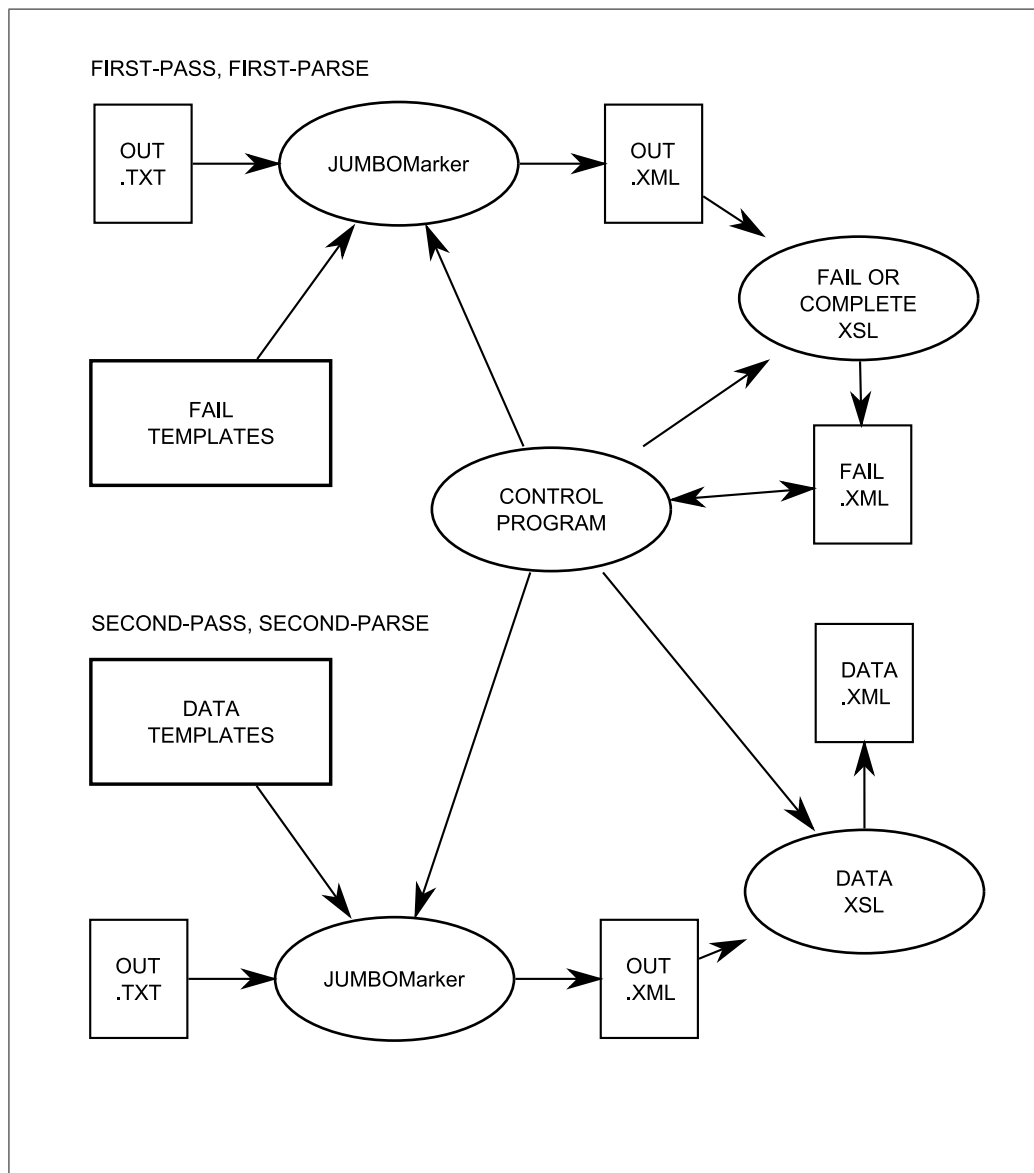 FIRST-PASS, FIRST-PARSE
OUT
.TXT
JUMBOMarker
OUT
.XML
FAIL OR
COMPLETE
XSL
FAIL
TEMPLATES
FAIL
.XML
CONTROL
PROGRAM
SECOND-PASS, SECOND-PARSE
DATA
TEMPLATES
DATA
.XML
DATA
XSL
OUT
.TXT
JUMBOMarker
OUT
.XML